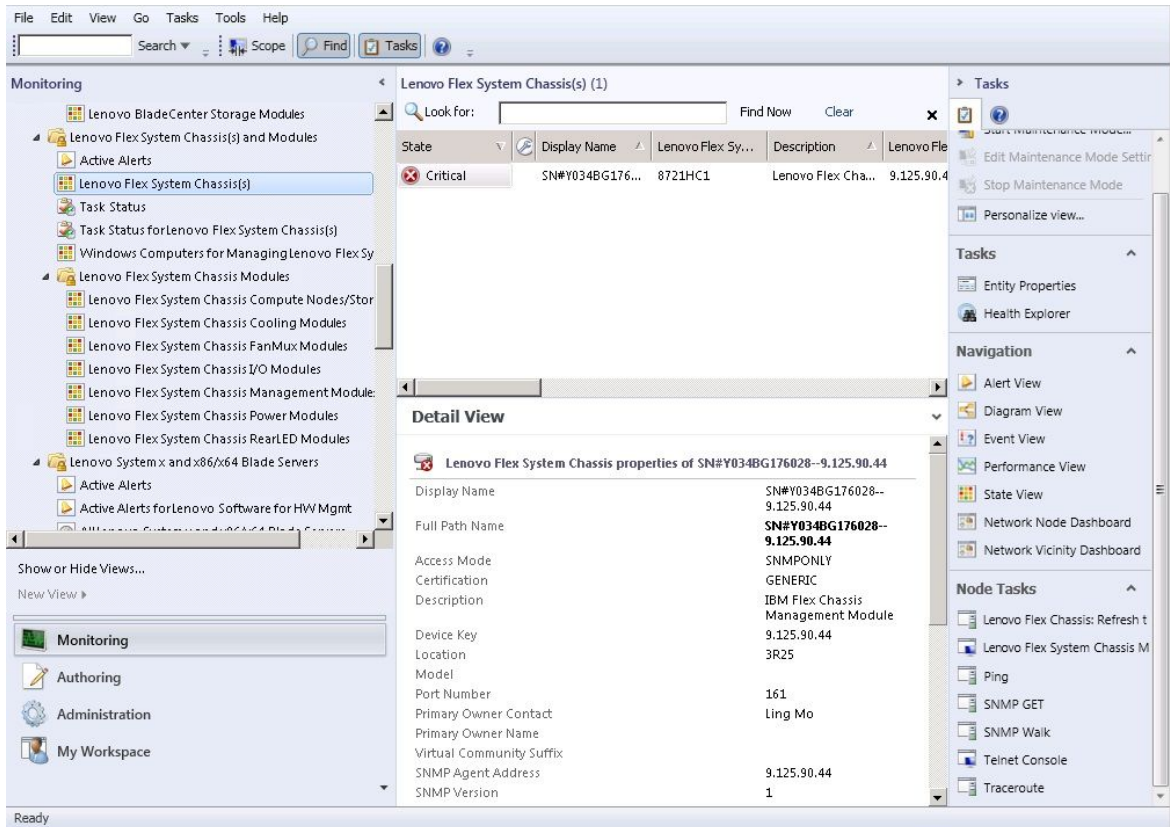 File Edit View Go Tasks Tools Help
Search Scope Find Tasks
Monitoring
Lenovo BladeCenter Storage Modules
Lenovo Flex System Chassis(s) and Modules
Active Alerts
Lenovo Flex System Chassis(s)
Task Status
Task Status forLenovo Flex System Chassis(s)
Windows Computers for ManagingLenovo Flex Sy
Lenovo Flex System Chassis Modules
Lenovo Flex System Chassis Compute Nodes/Stor
Lenovo Flex System Chassis Cooling Modules
Lenovo Flex System Chassis FanMux Modules
Lenovo Flex System Chassis I/O Modules
Lenovo Flex System Chassis Management Module:
Lenovo Flex System Chassis Power Modules
Lenovo Flex System Chassis RearLED Modules
Lenovo System x and x86/x64 Blade Servers
Active Alerts
Active Alerts forLenovo Software for HW Mgmt
Show or Hide Views...
New View
Monitoring
Authoring
Administration
My Workspace
Ready
Lenovo Flex System Chassis(s) (1)
Look for: Find Now Clear x
State Display Name Lenovo Flex Sy... Description Lenovo Fle
Critical SN#Y034BG176... 8721HC1 Lenovo Flex Cha... 9.125.90.4
Detail View
Lenovo Flex System Chassis properties of SN#Y034BG176028--9.125.90.44
Display Name SN#Y034BG176028--
9.125.90.44
Full Path Name SN#Y034BG176028--
9.125.90.44
Access Mode SNMPONLY
Certification GENERIC
Description IBM Flex Chassis
Management Module
Device Key 9.125.90.44
Location 3R25
Model
Port Number 161
Primary Owner Contact Ling Mo
Primary Owner Name
Virtual Community Suffix
SNMP Agent Address 9.125.90.44
SNMP Version 1
Tasks
Start Maintenance Mode...
Edit Maintenance Mode Settir
Stop Maintenance Mode
Personalize view...
Tasks
Entity Properties
Health Explorer
Navigation
Alert View
Diagram View
Event View
Performance View
State View
Network Node Dashboard
Network Vicinity Dashboard
Node Tasks
Lenovo Flex Chassis: Refresh t
Lenovo Flex System Chassis M
Ping
SNMP GET
SNMP Walk
Telnet Console
Traceroute